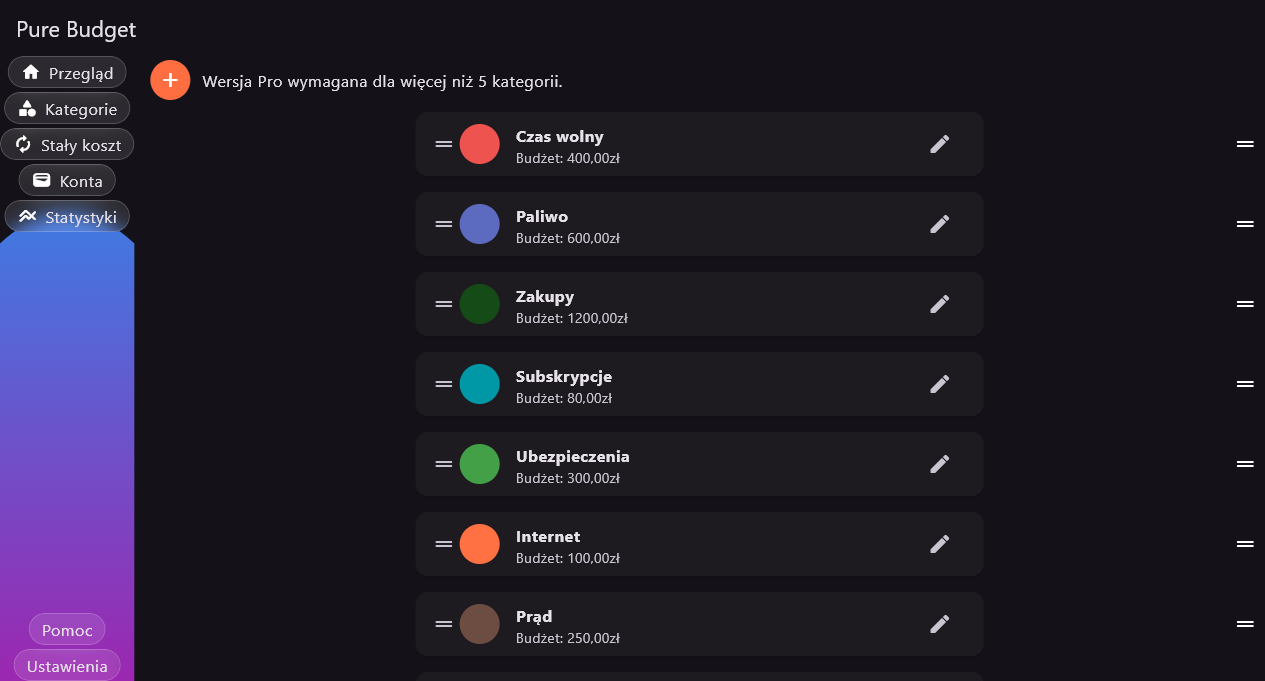 Pure Budget
Przegląd
Kategorie
Stały koszt
Konta
Statystyki
Pomoc
Ustawienia
Wersja Pro wymagana dla więcej niż 5 kategorii.
Czas wolny
Budżet: 400,00zł
Paliwo
Budżet: 600,00zł
Zakupy
Budżet: 1200,00zł
Subskrypcje
Budżet: 80,00zł
Ubezpieczenia
Budżet: 300,00zł
Internet
Budżet: 100,00zł
Prąd
Budżet: 250,00zł